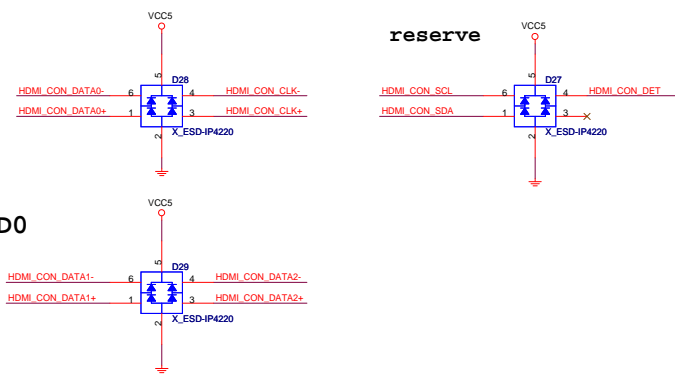 VCC5
5
D28
HDMI_CON_DATA0-
6
4
HDMI_CON_CLK-
HDMI_CON_DATA0+
1
3
HDMI_CON_CLK+
2
X_ESD-IP4220
reserve
VCC5
5
D27
HDMI_CON_SCL
6
4
HDMI_CON_DET
HDMI_CON_SDA
1
3
2
X_ESD-IP4220
D0
VCC5
5
D29
HDMI_CON_DATA1-
6
4
HDMI_CON_DATA2-
HDMI_CON_DATA1+
1
3
HDMI_CON_DATA2+
2
X_ESD-IP4220